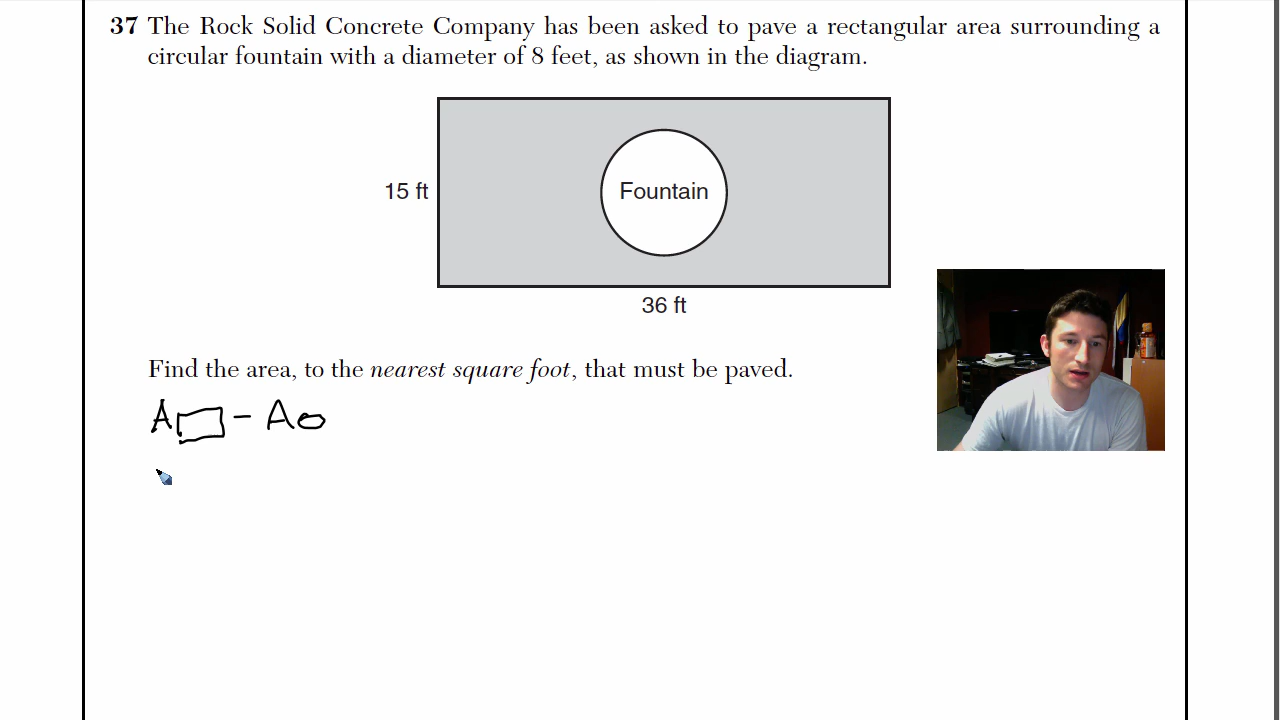 37 The Rock Solid Concrete Company has been asked to pave a rectangular area surrounding a
circular fountain with a diameter of 8 feet, as shown in the diagram.
15 ft
Fountain
36 ft
Find the area, to the nearest square foot, that must be paved.
A▭ − A○